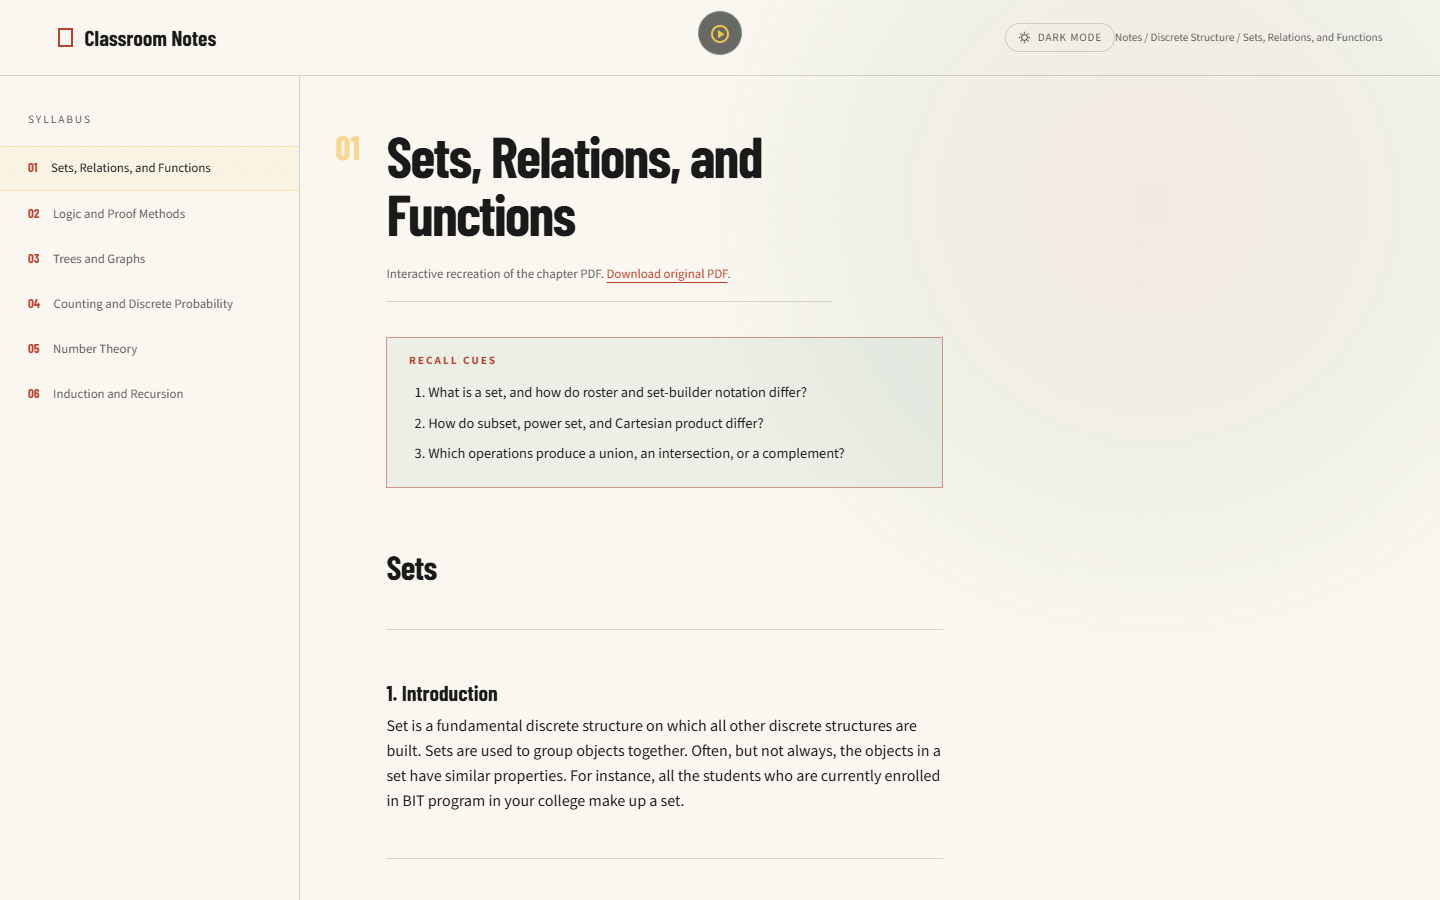 Classroom Notes
DARK MODE
Notes / Discrete Structure / Sets, Relations, and Functions
SYLLABUS
01 Sets, Relations, and Functions
02 Logic and Proof Methods
03 Trees and Graphs
04 Counting and Discrete Probability
05 Number Theory
06 Induction and Recursion
01
Sets, Relations, and
Functions
Interactive recreation of the chapter PDF. Download original PDF.
RECALL CUES
1. What is a set, and how do roster and set-builder notation differ?
2. How do subset, power set, and Cartesian product differ?
3. Which operations produce a union, an intersection, or a complement?
Sets
1. Introduction
Set is a fundamental discrete structure on which all other discrete structures are
built. Sets are used to group objects together. Often, but not always, the objects in a
set have similar properties. For instance, all the students who are currently enrolled
in BIT program in your college make up a set.